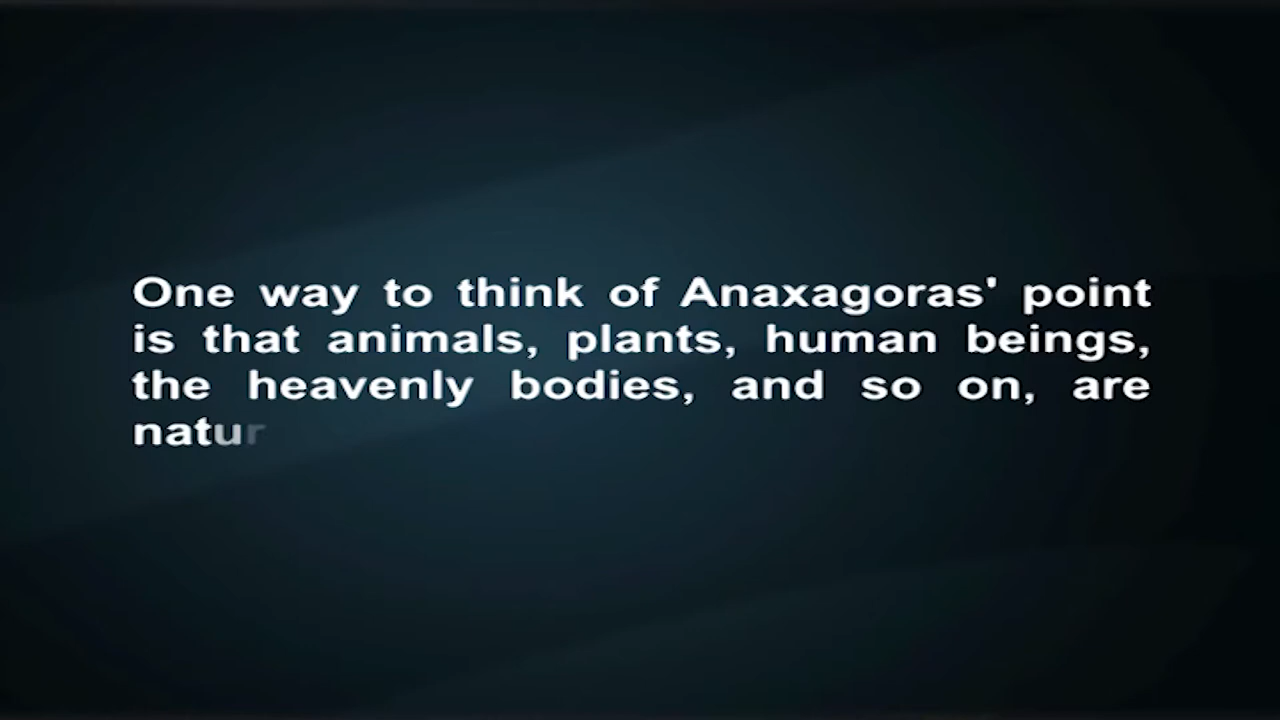 One way to think of Anaxagoras' point
is that animals, plants, human beings,
the heavenly bodies, and so on, are
natur